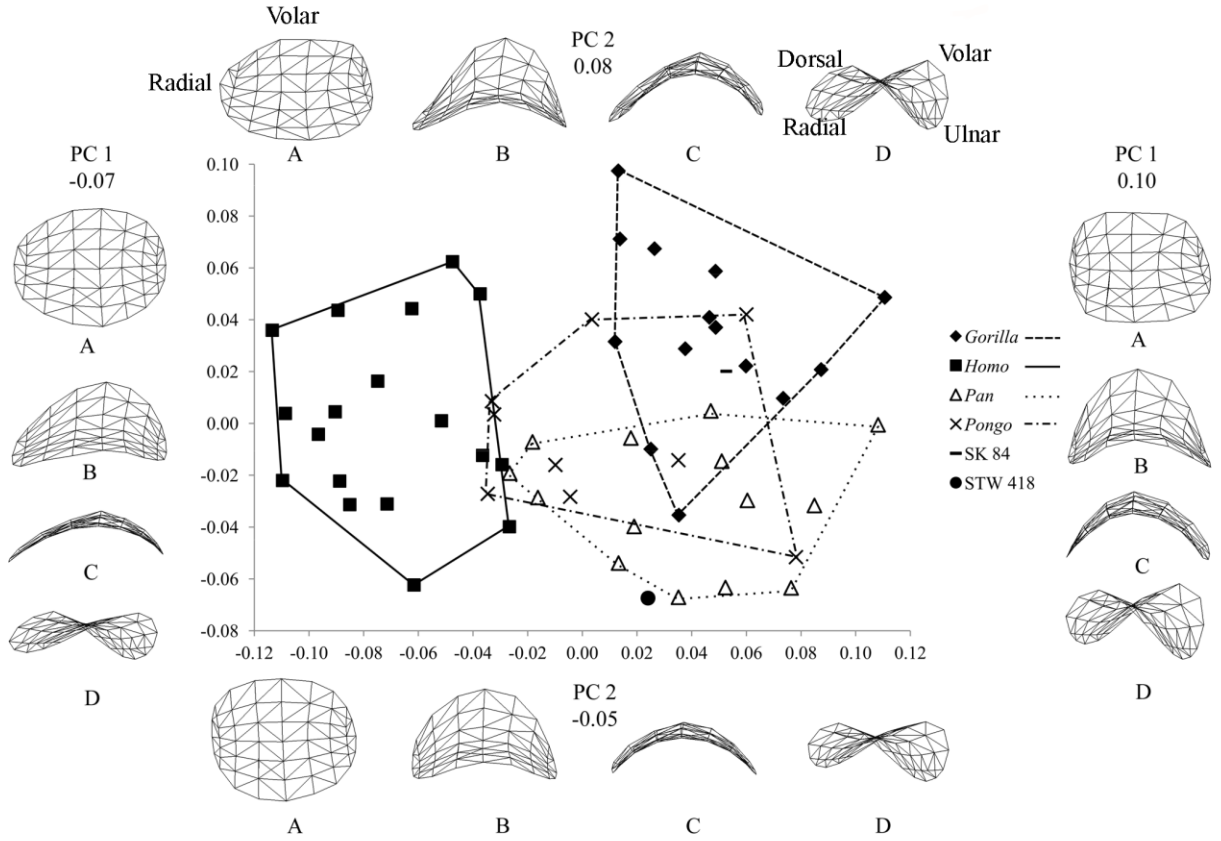 Volar
Radial
A
B
PC 2
0.08
C
Dorsal
Volar
Radial
Ulnar
D
PC 1
-0.07
A
B
C
D
0.10
0.08
0.06
0.04
0.02
0.00
-0.02
-0.04
-0.06
-0.08
-0.12 -0.10 -0.08 -0.06 -0.04 -0.02 0.00 0.02 0.04 0.06 0.08 0.10 0.12
Gorilla
Homo
Pan
Pongo
SK 84
STW 418
PC 1
0.10
A
B
C
D
PC 2
-0.05
A
B
C
D